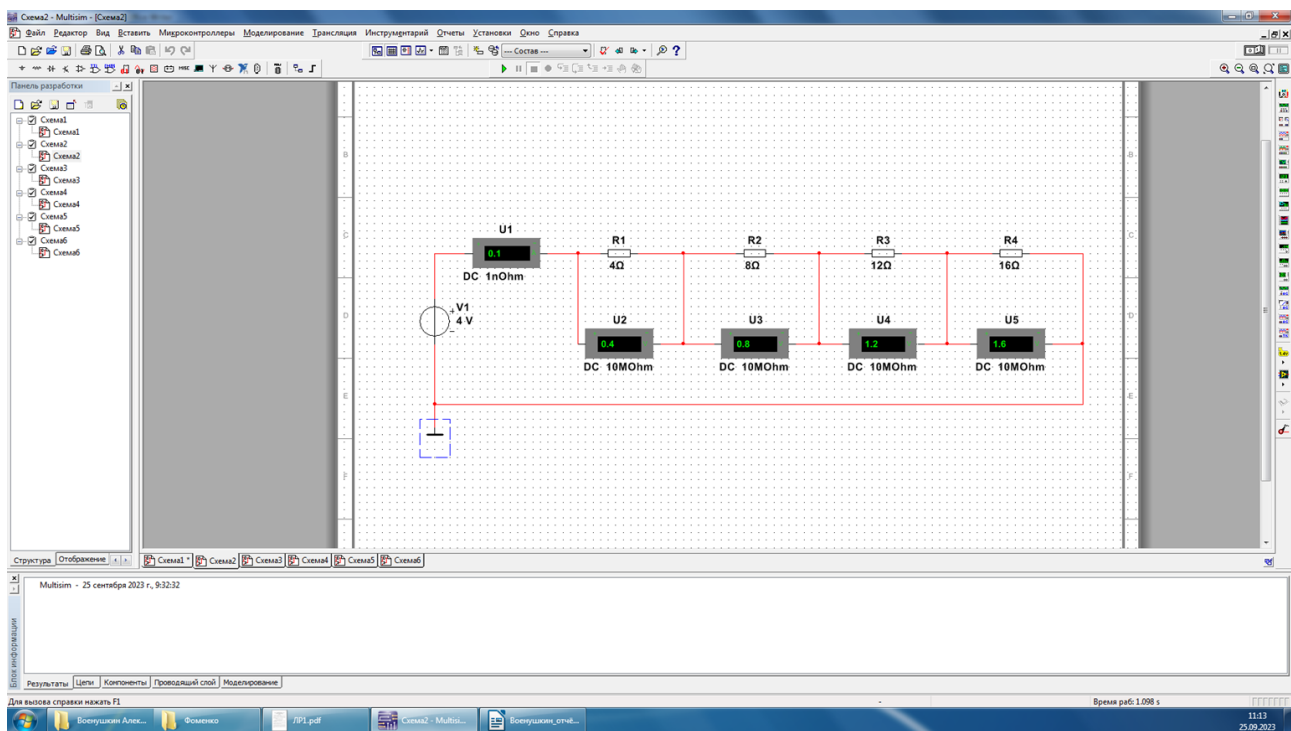 Схема2 - Multisim - [Схема2]
Файл Редактор Вид Вставить Микроконтроллеры Моделирование Трансляция Инструментарий Отчеты Установки Окно Справка
--- Состав ---
Панель разработки
Схема1
Схема1
Схема2
Схема2
Схема3
Схема3
Схема4
Схема4
Схема5
Схема5
Схема6
Схема6
B
B
C
C
D
D
E
E
F
F
U1
0.1
DC 1nOhm
R1
4Ω
R2
8Ω
R3
12Ω
R4
16Ω
V1
4 V
U2
0.4
DC 10MOhm
U3
0.8
DC 10MOhm
U4
1.2
DC 10MOhm
U5
1.6
DC 10MOhm
Структура Отображение
Схема1 * Схема2 Схема3 Схема4 Схема5 Схема6
Multisim - 25 сентября 2023 г., 9:32:32
Блок информации
Результаты Цепи Компоненты Проводящий слой Моделирование
Для вызова справки нажать F1
-
Время раб: 1.098 s
Военушкин Алек... Фоменко ЛР1.pdf Схема2 - Multisi... Военушкин_отчё...
11:13
25.09.2023